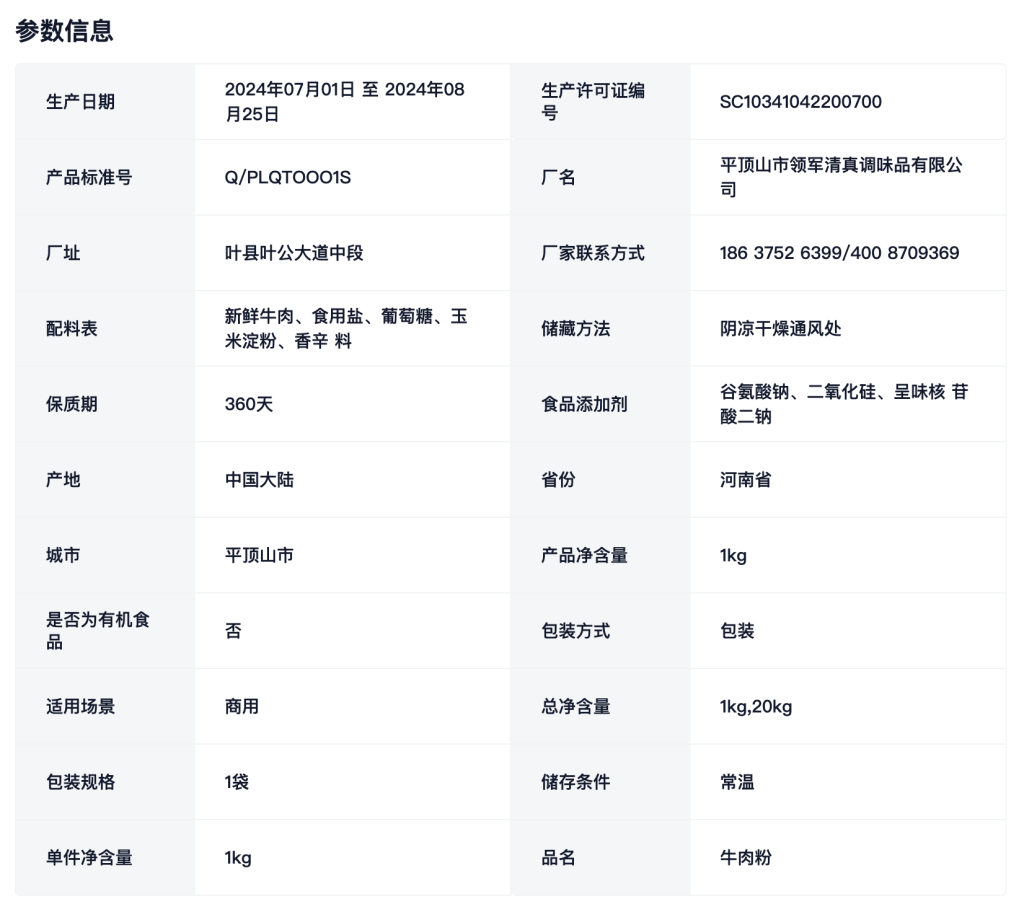 参数信息
生产日期
2024年07月01日 至 2024年08
月25日
生产许可证编
号
SC10341042200700
产品标准号
Q/PLQTOOO1S
厂名
平顶山市领军清真调味品有限公
司
厂址
叶县叶公大道中段
厂家联系方式
186 3752 6399/400 8709369
配料表
新鲜牛肉、食用盐、葡萄糖、玉
米淀粉、香辛 料
储藏方法
阴凉干燥通风处
保质期
360天
食品添加剂
谷氨酸钠、二氧化硅、呈味核 苷
酸二钠
产地
中国大陆
省份
河南省
城市
平顶山市
产品净含量
1kg
是否为有机食
品
否
包装方式
包装
适用场景
商用
总净含量
1kg,20kg
包装规格
1袋
储存条件
常温
单件净含量
1kg
品名
牛肉粉